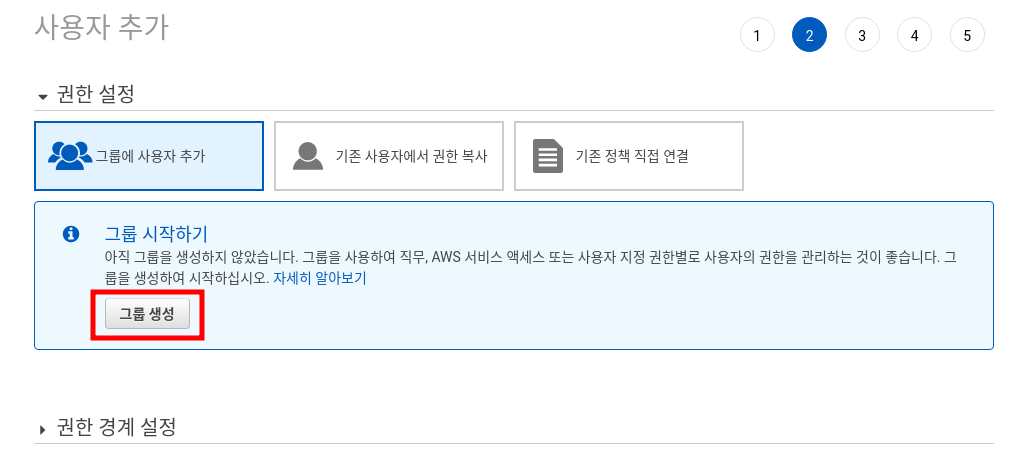 사용자 추가
1 2 3 4 5
권한 설정
그룹에 사용자 추가
기존 사용자에서 권한 복사
기존 정책 직접 연결
그룹 시작하기
아직 그룹을 생성하지 않았습니다. 그룹을 사용하여 직무, AWS 서비스 액세스 또는 사용자 지정 권한별로 사용자의 권한을 관리하는 것이 좋습니다. 그
룹을 생성하여 시작하십시오. 자세히 알아보기
그룹 생성
권한 경계 설정